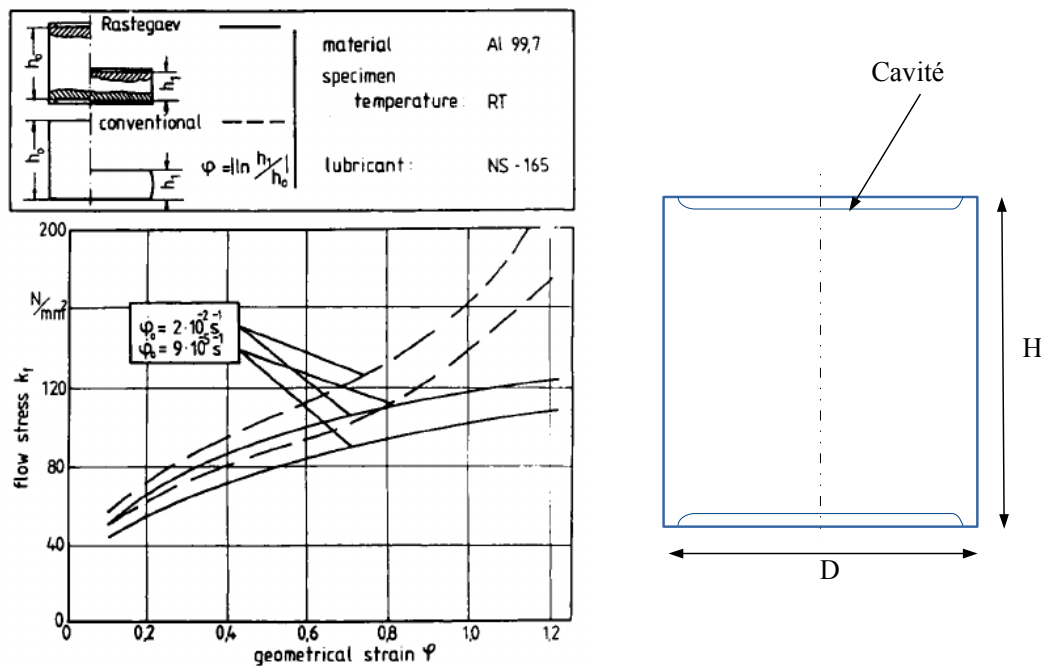 Rastegaev
h₀
h₁
conventional
h₀
h₁
φ = |ln h₁/h₀|
material Al 99,7
specimen
temperature: RT
lubricant: NS-165
200
N/mm²
120
80
40
0
φ̇₀ = 2·10⁻² s⁻¹
φ̇₀ = 9·10⁻⁵ s⁻¹
flow stress kf
0 0,2 0,4 0,6 0,8 1,0 1,2
geometrical strain φ
Cavité
H
D